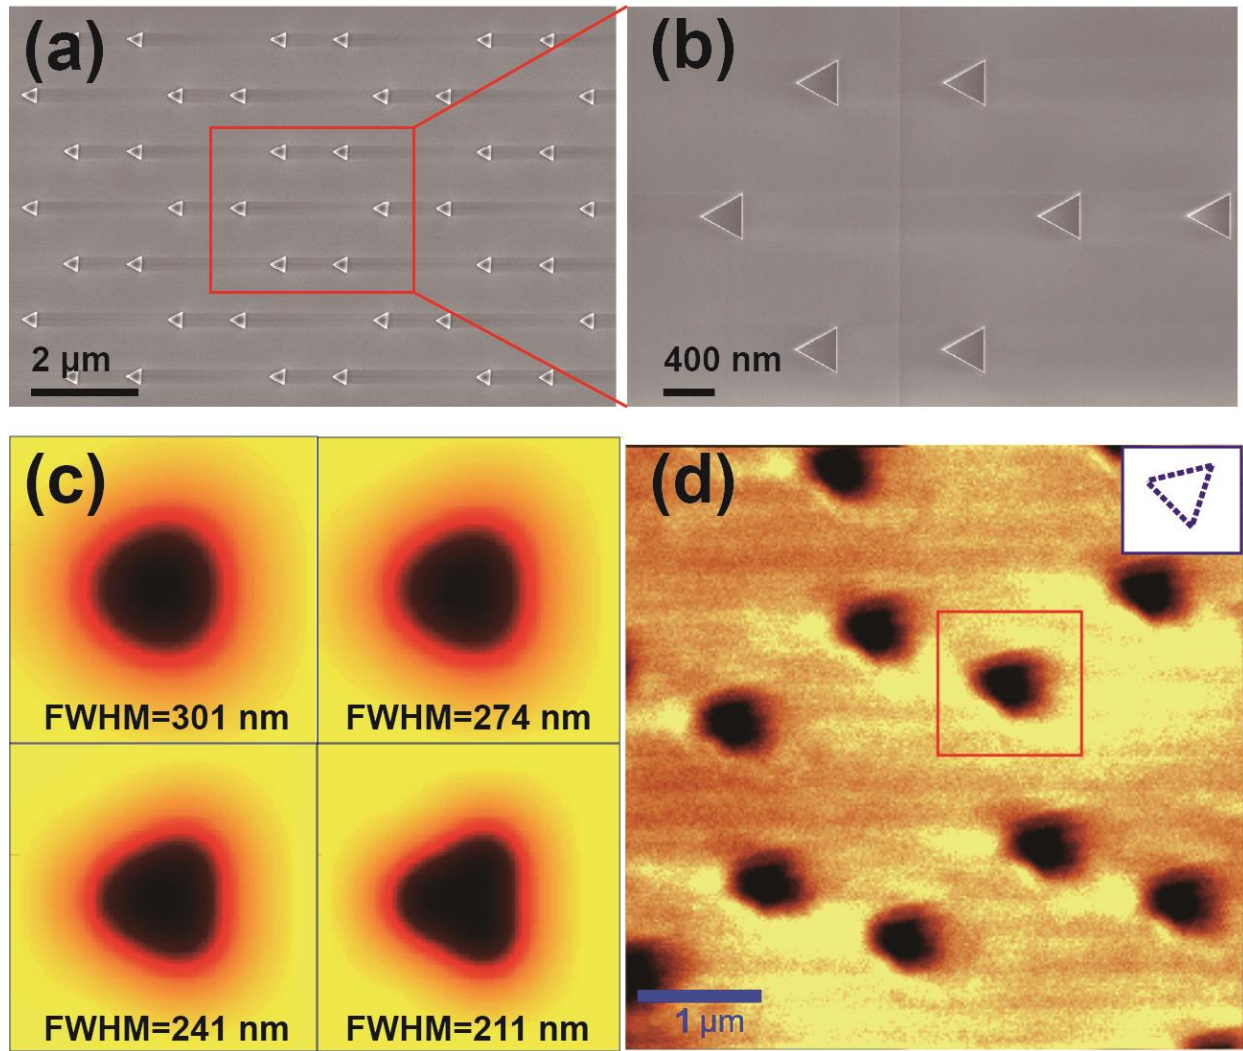 (a)
(b)
2 μm
400 nm
(c)
(d)
FWHM=301 nm
FWHM=274 nm
FWHM=241 nm
FWHM=211 nm
1 μm